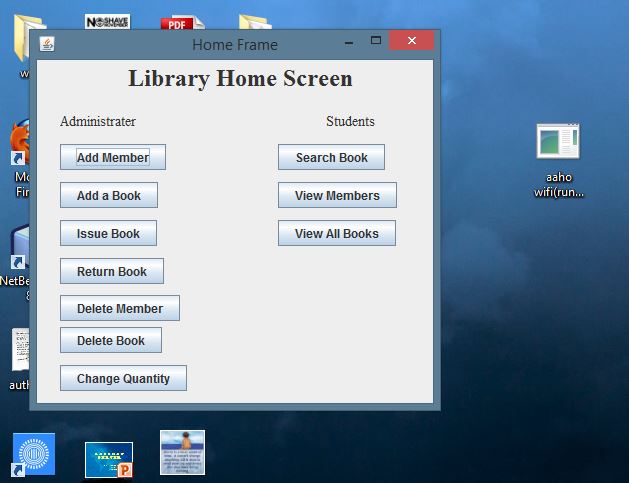 NO SHAVE
NOVEMBER
PDF
Home Frame
Library Home Screen
Administrater
Students
Add Member
Search Book
Add a Book
View Members
Issue Book
View All Books
Return Book
Delete Member
Delete Book
Change Quantity
w
Mo
Fir
NetBe
8
auth
aaho
wifi(run...
P